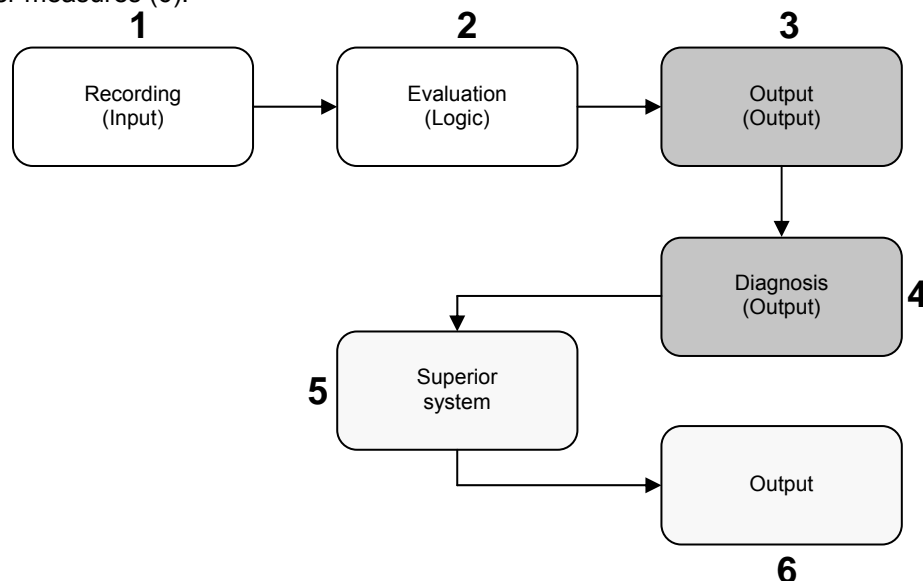 measures (6).
1
2
3
Recording
(Input)
Evaluation
(Logic)
Output
(Output)
Diagnosis
(Output)
4
5
Superior
system
Output
6